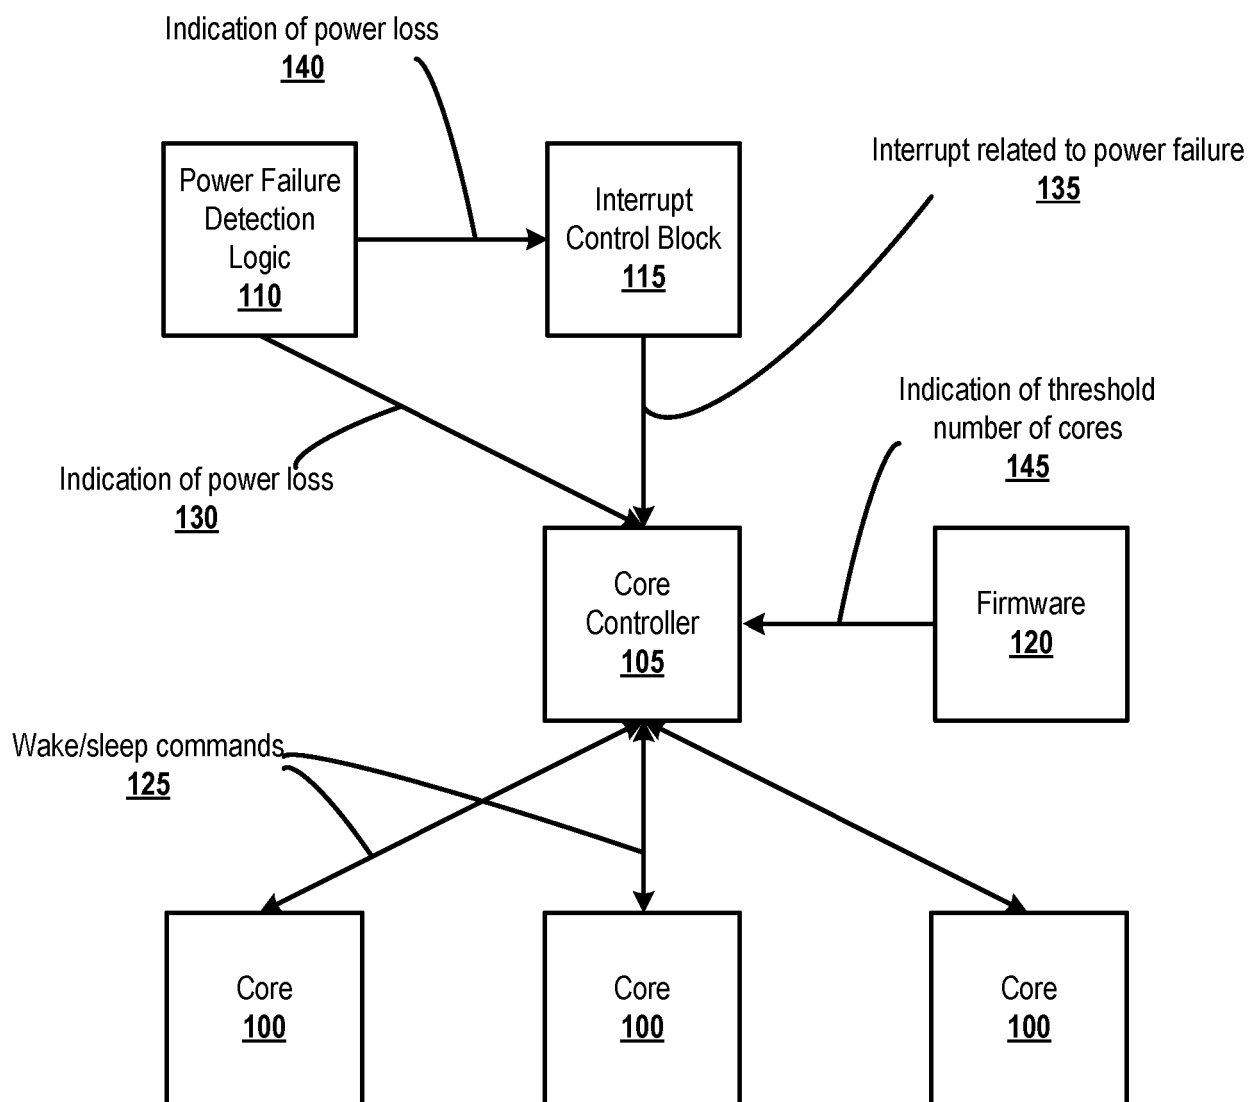 Indication of power loss
140
Power Failure
Detection
Logic
110
Interrupt
Control Block
115
Interrupt related to power failure
135
Indication of threshold
number of cores
145
Indication of power loss
130
Core
Controller
105
Firmware
120
Wake/sleep commands
125
Core
100
Core
100
Core
100